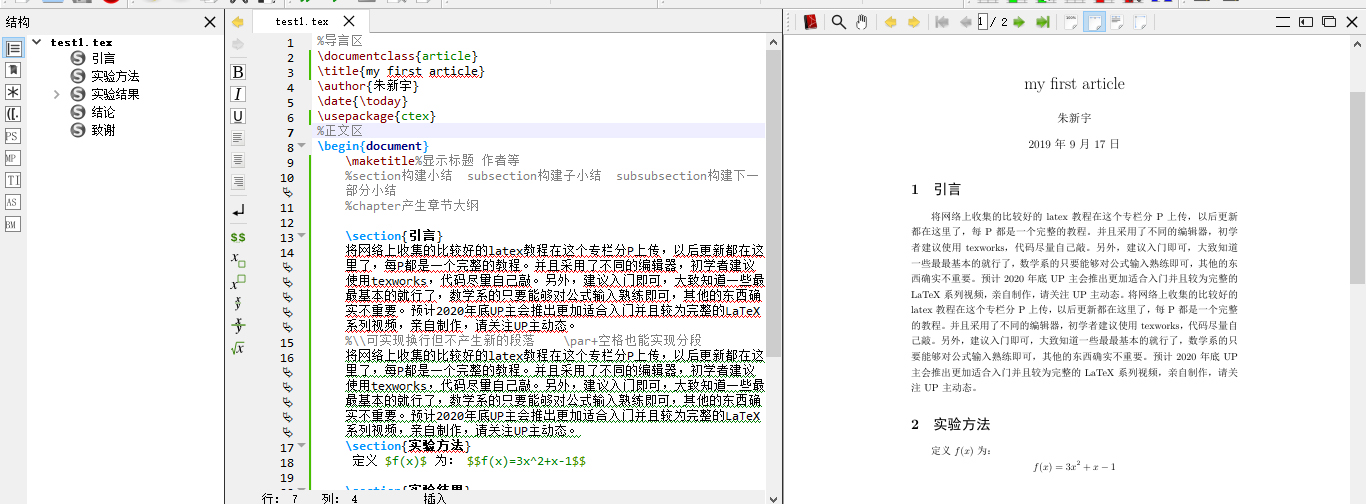 结构
test1.tex
引言
实验方法
实验结果
结论
致谢
PS
MP
TI
AS
BM
test1.tex
B
I
U
$$
1 %导言区
2 \documentclass{article}
3 \title{my first article}
4 \author{朱新宇}
5 \date{\today}
6 \usepackage{ctex}
7 %正文区
8 \begin{document}
9 \maketitle%显示标题 作者等
10 %section构建小结 subsection构建子小结 subsubsection构建下一
部分小结
11 %chapter产生章节大纲
12
13 \section{引言}
14 将网络上收集的比较好的latex教程在这个专栏分P上传，以后更新都在这
里了，每P都是一个完整的教程。并且采用了不同的编辑器，初学者建议
使用texworks，代码尽量自己敲。另外，建议入门即可，大致知道一些最
最基本的就行了，数学系的只要能够对公式输入熟练即可，其他的东西确
实不重要。预计2020年底UP主会推出更加适合入门并且较为完整的LaTeX
系列视频，亲自制作，请关注UP主动态。
15 %\\可实现换行但不产生新的段落 \par+空格也能实现分段
16 将网络上收集的比较好的latex教程在这个专栏分P上传，以后更新都在这
里了，每P都是一个完整的教程。并且采用了不同的编辑器，初学者建议
使用texworks，代码尽量自己敲。另外，建议入门即可，大致知道一些最
最基本的就行了，数学系的只要能够对公式输入熟练即可，其他的东西确
实不重要。预计2020年底UP主会推出更加适合入门并且较为完整的LaTeX
系列视频，亲自制作，请关注UP主动态。
17 \section{实验方法}
18 定义 $f(x)$ 为: $$f(x)=3x^2+x-1$$
19
\section{实验结果}
行: 7 列: 4 插入
1 / 2
my first article
朱新宇
2019 年 9 月 17 日
1 引言
将网络上收集的比较好的 latex 教程在这个专栏分 P 上传，以后更新
都在这里了，每 P 都是一个完整的教程。并且采用了不同的编辑器，初学
者建议使用 texworks，代码尽量自己敲。另外，建议入门即可，大致知道
一些最最基本的就行了，数学系的只要能够对公式输入熟练即可，其他的东
西确实不重要。预计 2020 年底 UP 主会推出更加适合入门并且较为完整的
LaTeX 系列视频，亲自制作，请关注 UP 主动态。将网络上收集的比较好的
latex 教程在这个专栏分 P 上传，以后更新都在这里了，每 P 都是一个完整
的教程。并且采用了不同的编辑器，初学者建议使用 texworks，代码尽量自
己敲。另外，建议入门即可，大致知道一些最最基本的就行了，数学系的只
要能够对公式输入熟练即可，其他的东西确实不重要。预计 2020 年底 UP
主会推出更加适合入门并且较为完整的 LaTeX 系列视频，亲自制作，请关
注 UP 主动态。
2 实验方法
定义 f(x) 为:
f(x) = 3x² + x − 1